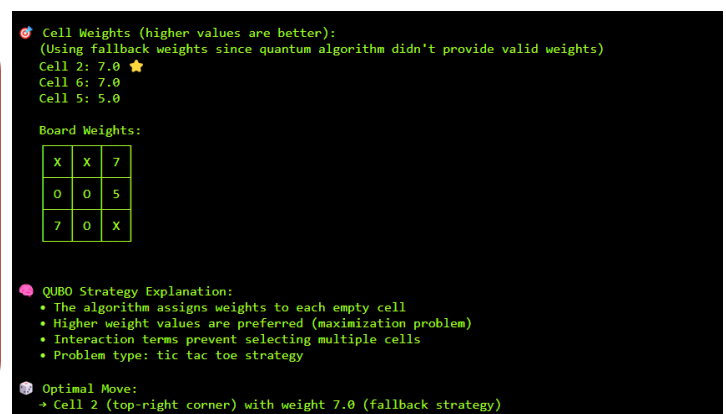 🎯 Cell Weights (higher values are better):
(Using fallback weights since quantum algorithm didn't provide valid weights)
Cell 2: 7.0 ⭐
Cell 6: 7.0
Cell 5: 5.0
Board Weights:
X X 7
O O 5
7 O X
🧠 QUBO Strategy Explanation:
• The algorithm assigns weights to each empty cell
• Higher weight values are preferred (maximization problem)
• Interaction terms prevent selecting multiple cells
• Problem type: tic tac toe strategy
🎲 Optimal Move:
→ Cell 2 (top-right corner) with weight 7.0 (fallback strategy)